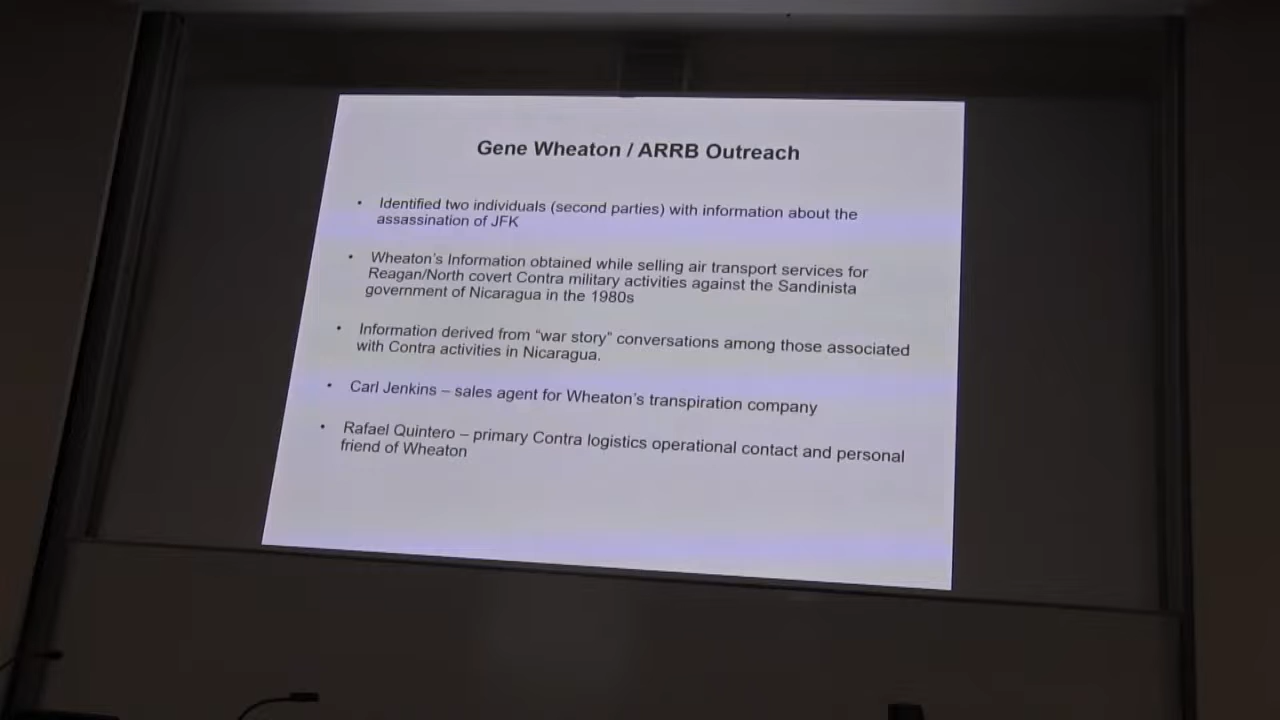 Gene Wheaton / ARRB Outreach
• Identified two individuals (second parties) with information about the
assassination of JFK
• Wheaton's Information obtained while selling air transport services for
Reagan/North covert Contra military activities against the Sandinista
government of Nicaragua in the 1980s
• Information derived from "war story" conversations among those associated
with Contra activities in Nicaragua.
• Carl Jenkins – sales agent for Wheaton's transpiration company
• Rafael Quintero – primary Contra logistics operational contact and personal
friend of Wheaton